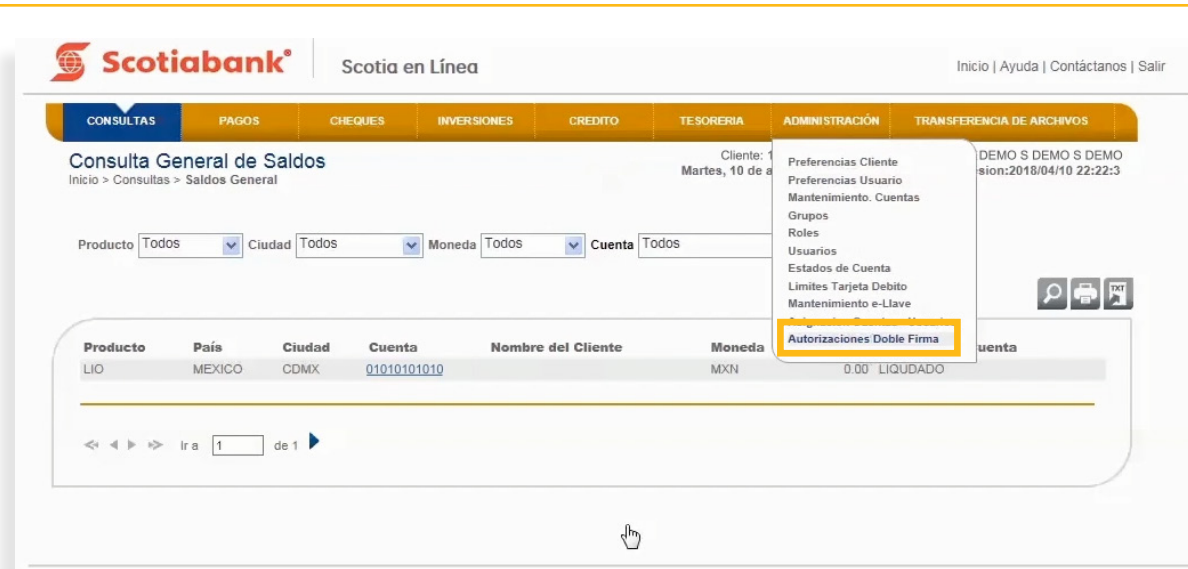 Scotiabank®
Scotia en Línea
Inicio | Ayuda | Contáctanos | Salir
CONSULTAS PAGOS CHEQUES INVERSIONES CREDITO TESORERIA ADMINISTRACIÓN TRANSFERENCIA DE ARCHIVOS
Consulta General de Saldos
Inicio > Consultas > Saldos General
Cliente: 1
DEMO S DEMO S DEMO
Martes, 10 de a
sion:2018/04/10 22:22:3
Preferencias Cliente
Preferencias Usuario
Mantenimiento. Cuentas
Grupos
Roles
Usuarios
Estados de Cuenta
Limites Tarjeta Debito
Mantenimiento e-Llave
Autorizaciones Doble Firma
Producto Todos Ciudad Todos Moneda Todos Cuenta Todos
TXT
Producto País Ciudad Cuenta Nombre del Cliente Moneda uenta
LIO MEXICO CDMX 01010101010 MXN 0.00 LIQUDADO
Ir a 1 de 1